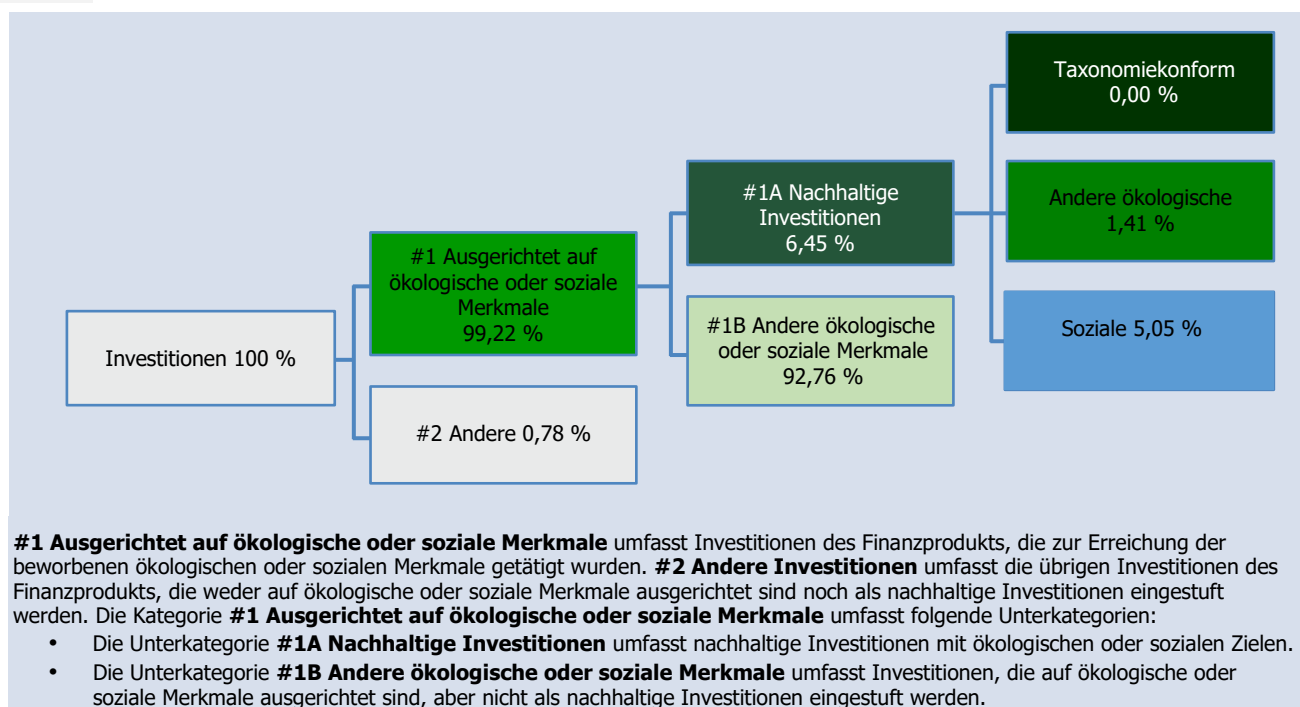 Taxonomiekonform
0,00 %
#1A Nachhaltige
Investitionen
6,45 %
Andere ökologische
1,41 %
#1 Ausgerichtet auf
ökologische oder soziale
Merkmale
99,22 %
#1B Andere ökologische
oder soziale Merkmale
92,76 %
Soziale 5,05 %
Investitionen 100 %
#2 Andere 0,78 %
#1 Ausgerichtet auf ökologische oder soziale Merkmale umfasst Investitionen des Finanzprodukts, die zur Erreichung der
beworbenen ökologischen oder sozialen Merkmale getätigt wurden. #2 Andere Investitionen umfasst die übrigen Investitionen des
Finanzprodukts, die weder auf ökologische oder soziale Merkmale ausgerichtet sind noch als nachhaltige Investitionen eingestuft
werden. Die Kategorie #1 Ausgerichtet auf ökologische oder soziale Merkmale umfasst folgende Unterkategorien:
• Die Unterkategorie #1A Nachhaltige Investitionen umfasst nachhaltige Investitionen mit ökologischen oder sozialen Zielen.
• Die Unterkategorie #1B Andere ökologische oder soziale Merkmale umfasst Investitionen, die auf ökologische oder
soziale Merkmale ausgerichtet sind, aber nicht als nachhaltige Investitionen eingestuft werden.